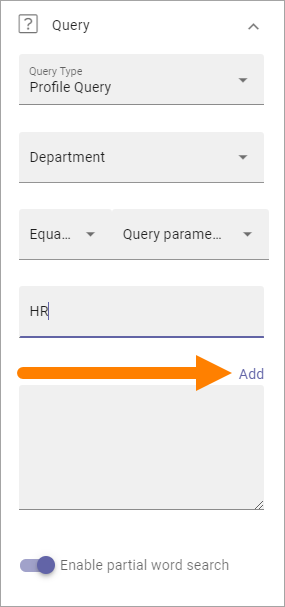 ? Query
Query Type
Profile Query
Department
Equa... Query parame...
HR
Add
Enable partial word search